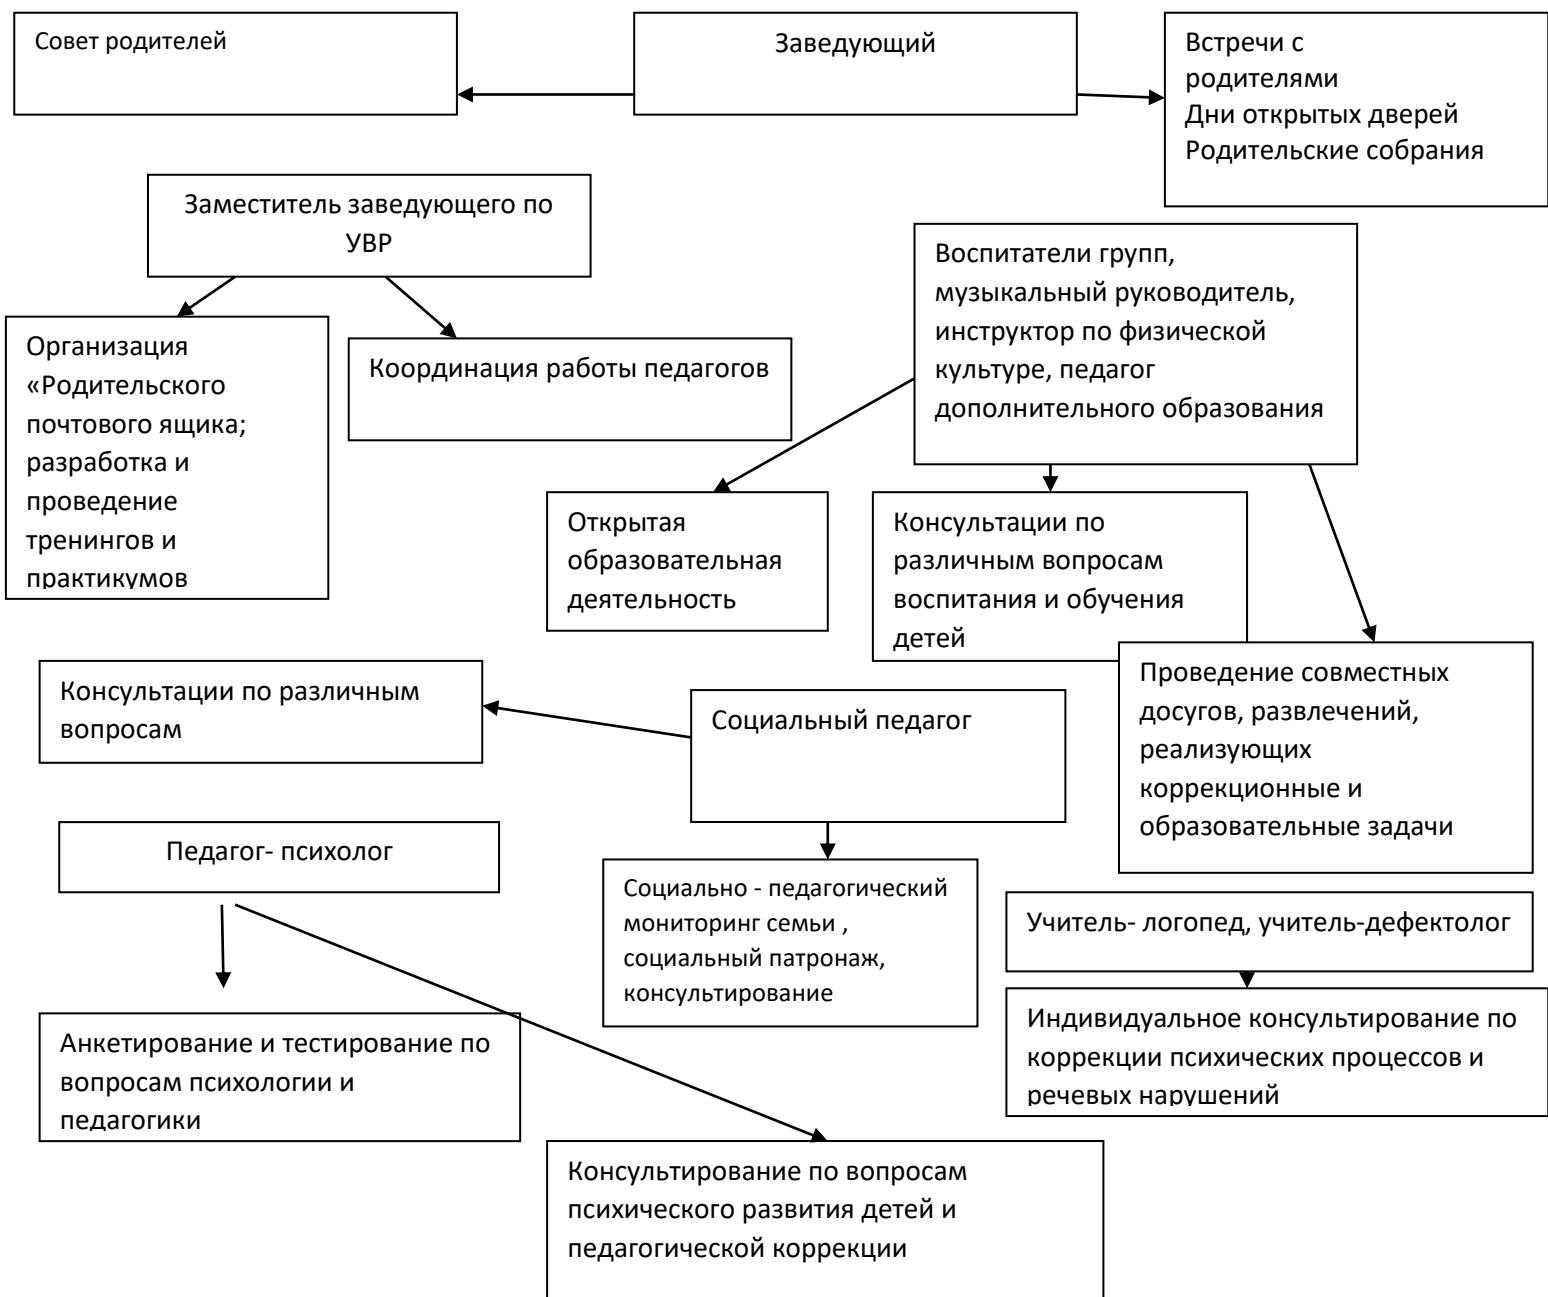 Совет родителей
Заведующий
Встречи с
родителями
Дни открытых дверей
Родительские собрания
Заместитель заведующего по
УВР
Воспитатели групп,
музыкальный руководитель,
инструктор по физической
культуре, педагог
дополнительного образования
Организация
«Родительского
почтового ящика;
разработка и
проведение
тренингов и
практикумов
Координация работы педагогов
Открытая
образовательная
деятельность
Консультации по
различным вопросам
воспитания и обучения
детей
Проведение совместных
досугов, развлечений,
реализующих
коррекционные и
образовательные задачи
Консультации по различным
вопросам
Социальный педагог
Педагог- психолог
Социально - педагогический
мониторинг семьи ,
социальный патронаж,
консультирование
Учитель- логопед, учитель-дефектолог
Индивидуальное консультирование по
коррекции психических процессов и
речевых нарушений
Анкетирование и тестирование по
вопросам психологии и
педагогики
Консультирование по вопросам
психического развития детей и
педагогической коррекции